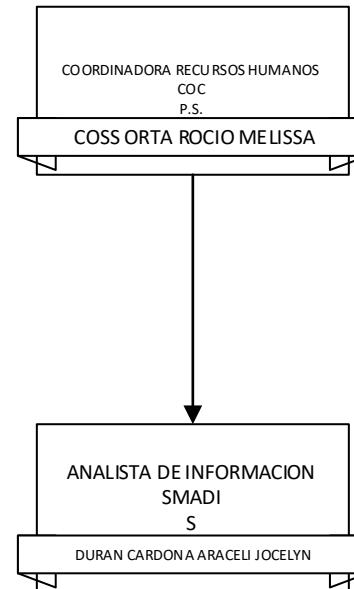 COORDINADORA RECURSOS HUMANOS
COC
P.S.
COSS ORTA ROCIO MELISSA
ANALISTA DE INFORMACION
SMADI
S
DURAN CARDONA ARACELI JOCELYN